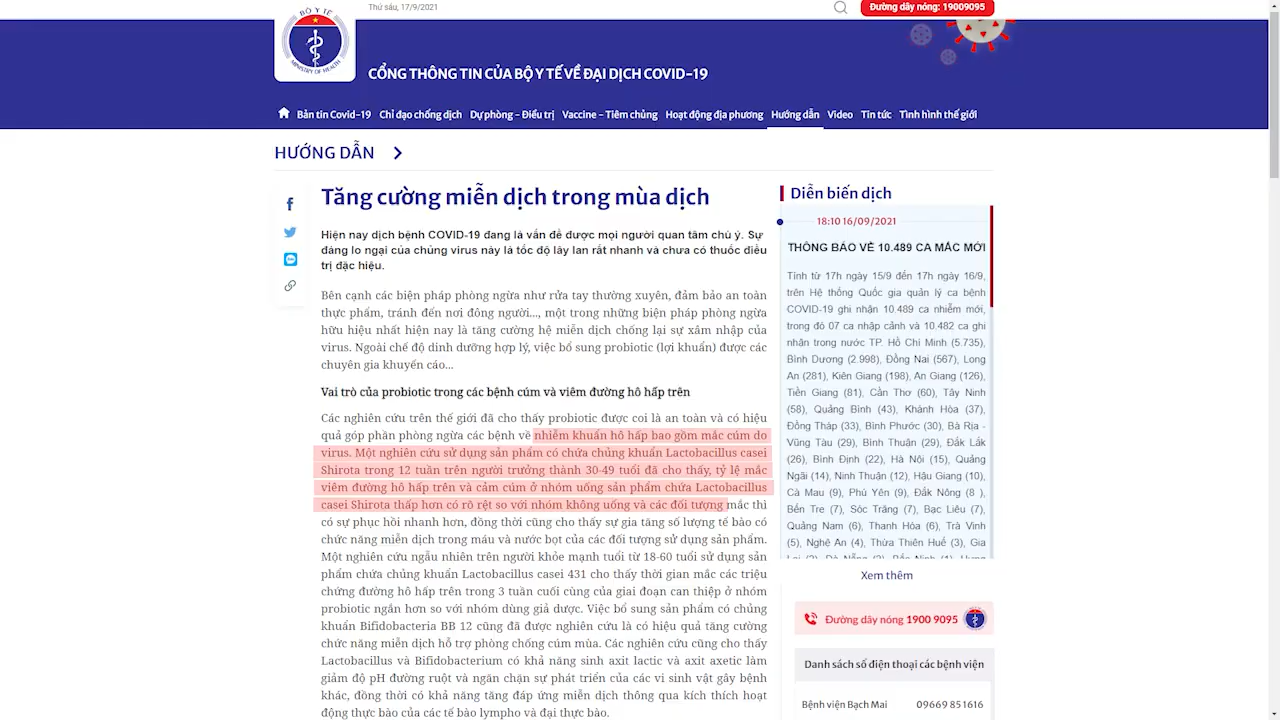 Thứ sáu, 17/9/2021
Đường dây nóng: 19009095
BỘ Y TẾ
MINISTRY OF HEALTH
CỔNG THÔNG TIN CỦA BỘ Y TẾ VỀ ĐẠI DỊCH COVID-19
Bản tin Covid-19 Chỉ đạo chống dịch Dự phòng - Điều trị Vaccine - Tiêm chủng Hoạt động địa phương Hướng dẫn Video Tin tức Tình hình thế giới
HƯỚNG DẪN
Tăng cường miễn dịch trong mùa dịch
Hiện nay dịch bệnh COVID-19 đang là vấn đề được mọi người quan tâm chú ý. Sự
đáng lo ngại của chủng virus này là tốc độ lây lan rất nhanh và chưa có thuốc điều
trị đặc hiệu.
Bên cạnh các biện pháp phòng ngừa như rửa tay thường xuyên, đảm bảo an toàn
thực phẩm, tránh đến nơi đông người..., một trong những biện pháp phòng ngừa
hữu hiệu nhất hiện nay là tăng cường hệ miễn dịch chống lại sự xâm nhập của
virus. Ngoài chế độ dinh dưỡng hợp lý, việc bổ sung probiotic (lợi khuẩn) được các
chuyên gia khuyến cáo...
Vai trò của probiotic trong các bệnh cúm và viêm đường hô hấp trên
Các nghiên cứu trên thế giới đã cho thấy probiotic được coi là an toàn và có hiệu
quả góp phần phòng ngừa các bệnh về nhiễm khuẩn hô hấp bao gồm mắc cúm do
virus. Một nghiên cứu sử dụng sản phẩm có chứa chủng khuẩn Lactobacillus casei
Shirota trong 12 tuần trên người trưởng thành 30-49 tuổi đã cho thấy, tỷ lệ mắc
viêm đường hô hấp trên và cảm cúm ở nhóm uống sản phẩm chứa Lactobacillus
casei Shirota thấp hơn có rõ rệt so với nhóm không uống và các đối tượng mắc thì
có sự phục hồi nhanh hơn, đồng thời cũng cho thấy sự gia tăng số lượng tế bào có
chức năng miễn dịch trong máu và nước bọt của các đối tượng sử dụng sản phẩm.
Một nghiên cứu ngẫu nhiên trên người khỏe mạnh tuổi từ 18-60 tuổi sử dụng sản
phẩm chứa chủng khuẩn Lactobacillus casei 431 cho thấy thời gian mắc các triệu
chứng đường hô hấp trên trong 3 tuần cuối cùng của giai đoạn can thiệp ở nhóm
probiotic ngắn hơn so với nhóm dùng giả dược. Việc bổ sung sản phẩm có chủng
khuẩn Bifidobacteria BB 12 cũng đã được nghiên cứu là có hiệu quả tăng cường
chức năng miễn dịch hỗ trợ phòng chống cúm mùa. Các nghiên cứu cũng cho thấy
Lactobacillus và Bifidobacterium có khả năng sinh axit lactic và axit axetic làm
giảm độ pH đường ruột và ngăn chặn sự phát triển của các vi sinh vật gây bệnh
khác, đồng thời có khả năng tăng đáp ứng miễn dịch thông qua kích thích hoạt
động thực bào của các tế bào lympho và đại thực bào.
Diễn biến dịch
18:10 16/09/2021
THÔNG BÁO VỀ 10.489 CA MẮC MỚI
Tính từ 17h ngày 15/9 đến 17h ngày 16/9,
trên Hệ thống Quốc gia quản lý ca bệnh
COVID-19 ghi nhận 10.489 ca nhiễm mới,
trong đó 07 ca nhập cảnh và 10.482 ca ghi
nhận trong nước TP. Hồ Chí Minh (5.735),
Bình Dương (2.998), Đồng Nai (567), Long
An (281), Kiên Giang (198), An Giang (126),
Tiền Giang (81), Cần Thơ (60), Tây Ninh
(58), Quảng Bình (43), Khánh Hòa (37),
Đồng Tháp (33), Bình Phước (30), Bà Rịa -
Vũng Tàu (29), Bình Thuận (29), Đắk Lắk
(26), Bình Định (22), Hà Nội (15), Quảng
Ngãi (14), Ninh Thuận (12), Hậu Giang (10),
Cà Mau (9), Phú Yên (9), Đắk Nông (8 ),
Bến Tre (7), Sóc Trăng (7), Bạc Liêu (7),
Quảng Nam (6), Thanh Hóa (6), Trà Vinh
(5), Nghệ An (4), Thừa Thiên Huế (3), Gia
Xem thêm
Đường dây nóng 1900 9095
Danh sách số điện thoại các bệnh viện
Bệnh viện Bạch Mai 09669 851616